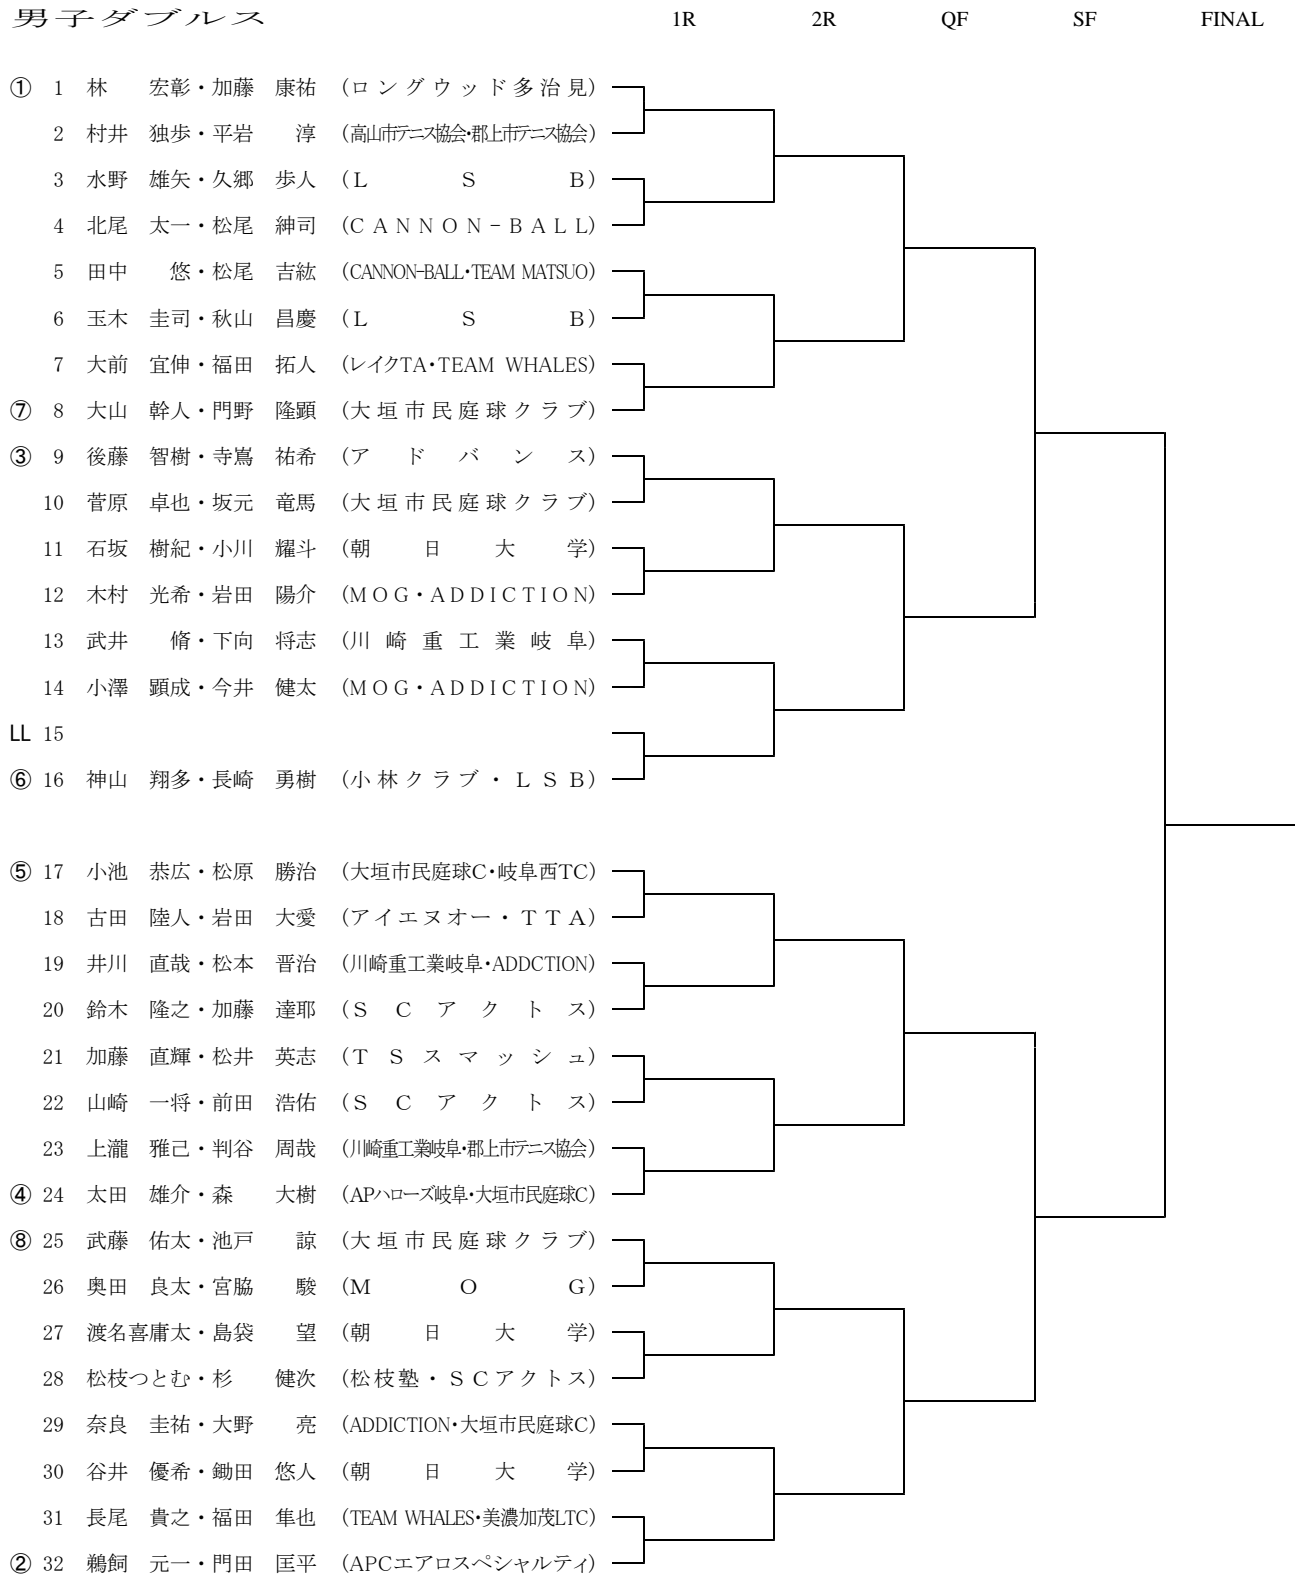 男子ダブルス 1R 2R QF SF FINAL
① 1 林 宏彰・加藤 康祐 (ロングウッド多治見)
2 村井 独歩・平岩 淳 (高山市テニス協会・郡上市テニス協会)
3 水野 雄矢・久郷 歩人 (LSB)
4 北尾 太一・松尾 紳司 (CANNON-BALL)
5 田中 悠・松尾 吉紘 (CANNON-BALL・TEAM MATSUO)
6 玉木 圭司・秋山 昌慶 (LSB)
7 大前 宜伸・福田 拓人 (レイクTA・TEAM WHALES)
⑦ 8 大山 幹人・門野 隆顕 (大垣市民庭球クラブ)
③ 9 後藤 智樹・寺嶌 祐希 (アドバンス)
10 菅原 卓也・坂元 竜馬 (大垣市民庭球クラブ)
11 石坂 樹紀・小川 耀斗 (朝日大学)
12 木村 光希・岩田 陽介 (MOG・ADDICTION)
13 武井 脩・下向 将志 (川崎重工業岐阜)
14 小澤 顕成・今井 健太 (MOG・ADDICTION)
LL 15
⑥ 16 神山 翔多・長崎 勇樹 (小林クラブ・LSB)
⑤ 17 小池 恭広・松原 勝治 (大垣市民庭球C・岐阜西TC)
18 古田 陸人・岩田 大愛 (アイエヌオー・TTA)
19 井川 直哉・松本 晋治 (川崎重工業岐阜・ADDCTION)
20 鈴木 隆之・加藤 達耶 (SCアクトス)
21 加藤 直輝・松井 英志 (TSスマッシュ)
22 山崎 一将・前田 浩佑 (SCアクトス)
23 上瀧 雅己・判谷 周哉 (川崎重工業岐阜・郡上市テニス協会)
④ 24 太田 雄介・森 大樹 (APハローズ岐阜・大垣市民庭球C)
⑧ 25 武藤 佑太・池戸 諒 (大垣市民庭球クラブ)
26 奥田 良太・宮脇 駿 (MOG)
27 渡名喜庸太・島袋 望 (朝日大学)
28 松枝つとむ・杉 健次 (松枝塾・SCアクトス)
29 奈良 圭祐・大野 亮 (ADDICTION・大垣市民庭球C)
30 谷井 優希・鋤田 悠人 (朝日大学)
31 長尾 貴之・福田 隼也 (TEAM WHALES・美濃加茂LTC)
② 32 鵜飼 元一・門田 匡平 (APCエアロスペシャルティ)